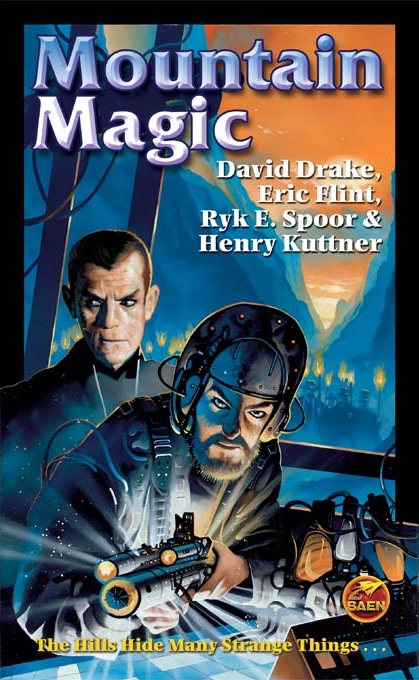 Mountain
Magic
David Drake,
Eric Flint,
Ryk E. Spoor &
Henry Kuttner
BAEN
The Hills Hide Many Strange Things . . .